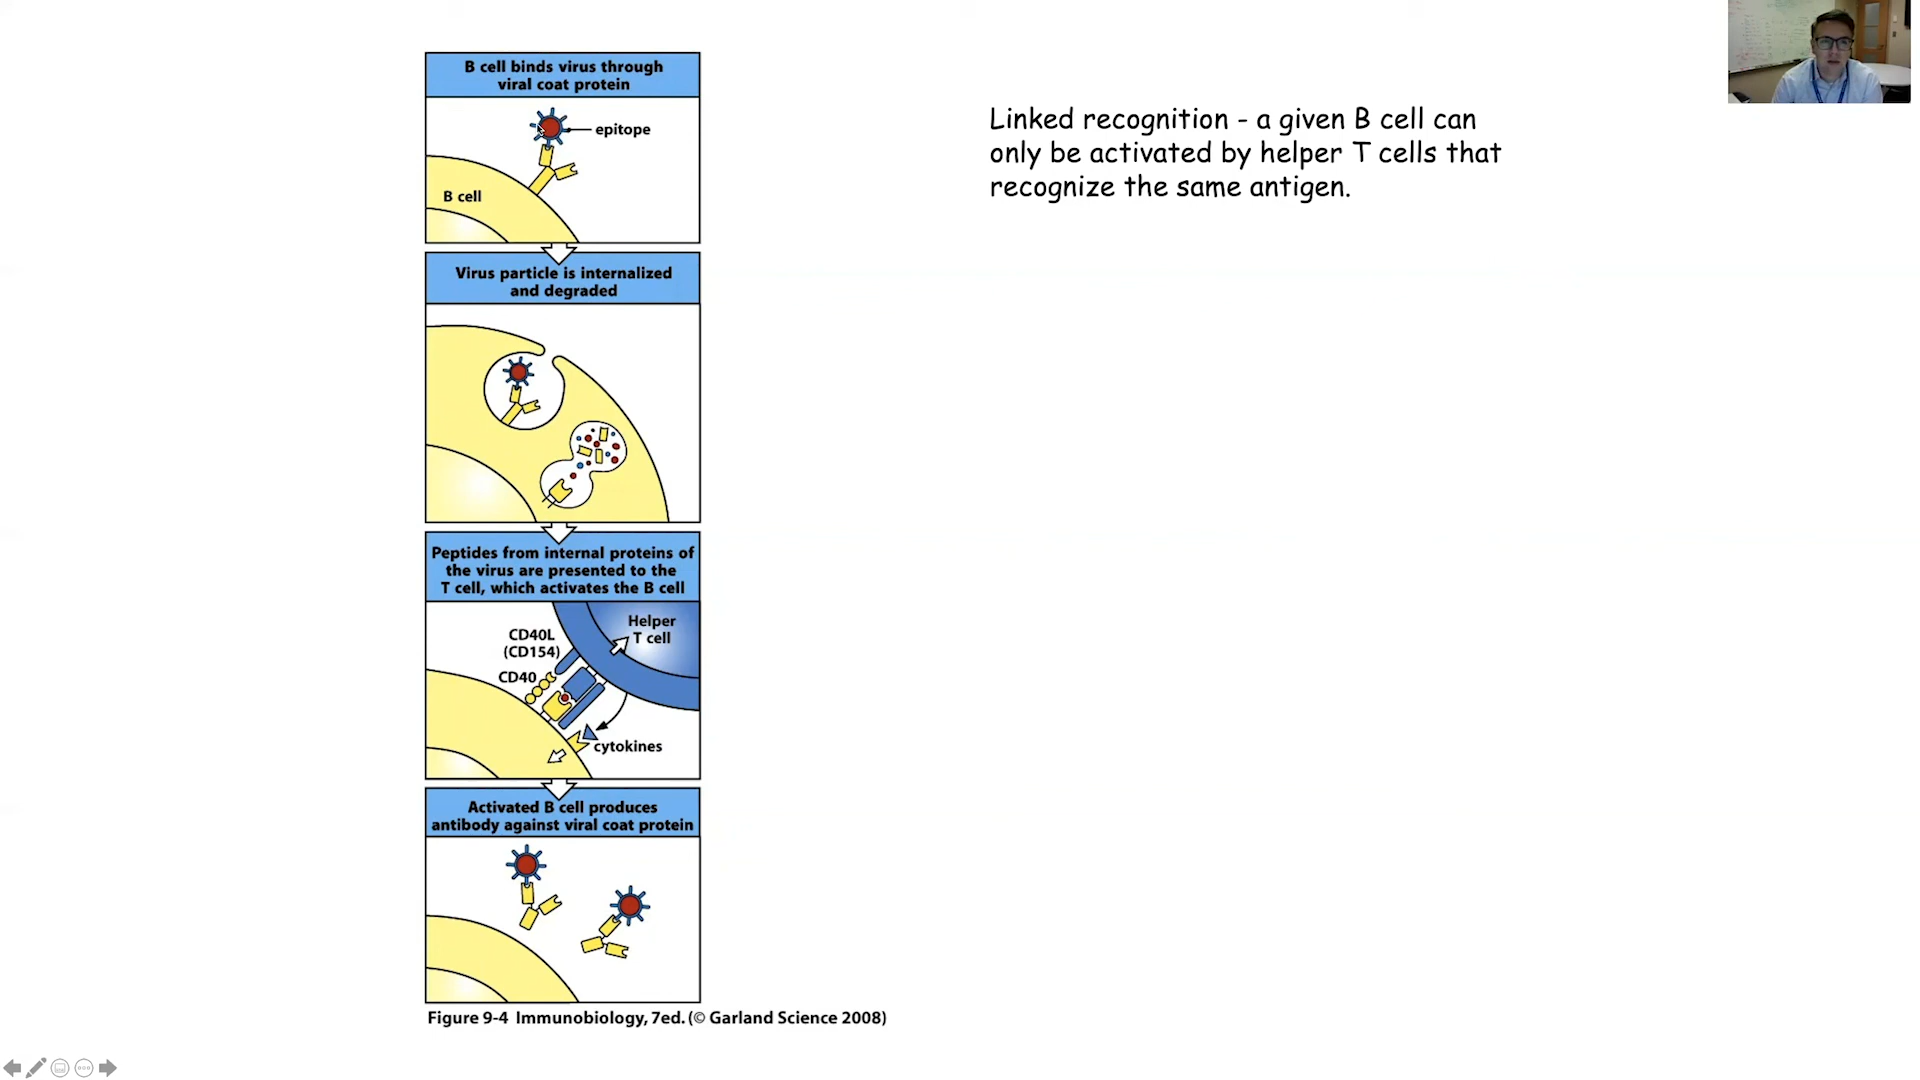 B cell binds virus through
viral coat protein
epitope
B cell
Linked recognition - a given B cell can
only be activated by helper T cells that
recognize the same antigen.
Virus particle is internalized
and degraded
Peptides from internal proteins of
the virus are presented to the
T cell, which activates the B cell
Helper
T cell
CD40L
(CD154)
CD40
cytokines
Activated B cell produces
antibody against viral coat protein
Figure 9-4 Immunobiology, 7ed. (© Garland Science 2008)